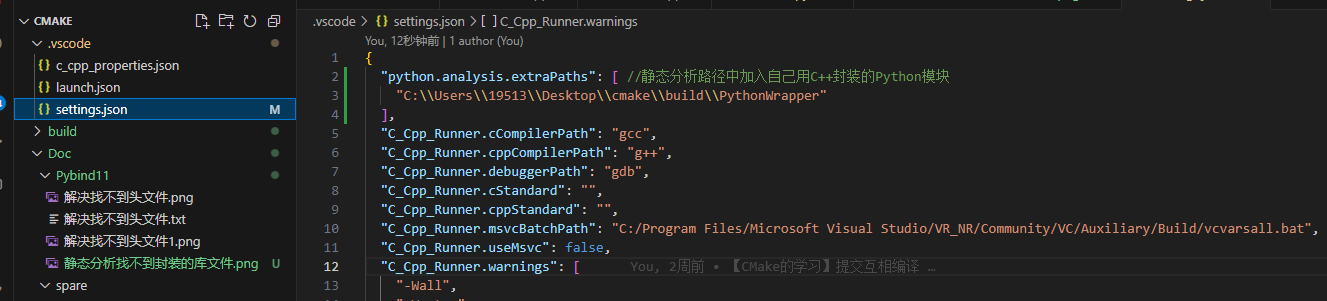 CMAKE
.vscode
c_cpp_properties.json
launch.json
settings.json M
build
Doc
Pybind11
解决找不到头文件.png
解决找不到头文件.txt
解决找不到头文件1.png
静态分析找不到封装的库文件.png U
spare
.vscode > {} settings.json > [ ] C_Cpp_Runner.warnings
You, 12秒钟前 | 1 author (You)
1 {
2 "python.analysis.extraPaths": [ //静态分析路径中加入自己用C++封装的Python模块
3 "C:\\Users\\19513\\Desktop\\cmake\\build\\PythonWrapper"
4 ],
5 "C_Cpp_Runner.cCompilerPath": "gcc",
6 "C_Cpp_Runner.cppCompilerPath": "g++",
7 "C_Cpp_Runner.debuggerPath": "gdb",
8 "C_Cpp_Runner.cStandard": "",
9 "C_Cpp_Runner.cppStandard": "",
10 "C_Cpp_Runner.msvcBatchPath": "C:/Program Files/Microsoft Visual Studio/VR_NR/Community/VC/Auxiliary/Build/vcvarsall.bat",
11 "C_Cpp_Runner.useMsvc": false,
12 "C_Cpp_Runner.warnings": [ You, 2周前 • 【CMake的学习】提交互相编译 …
13 "-Wall",